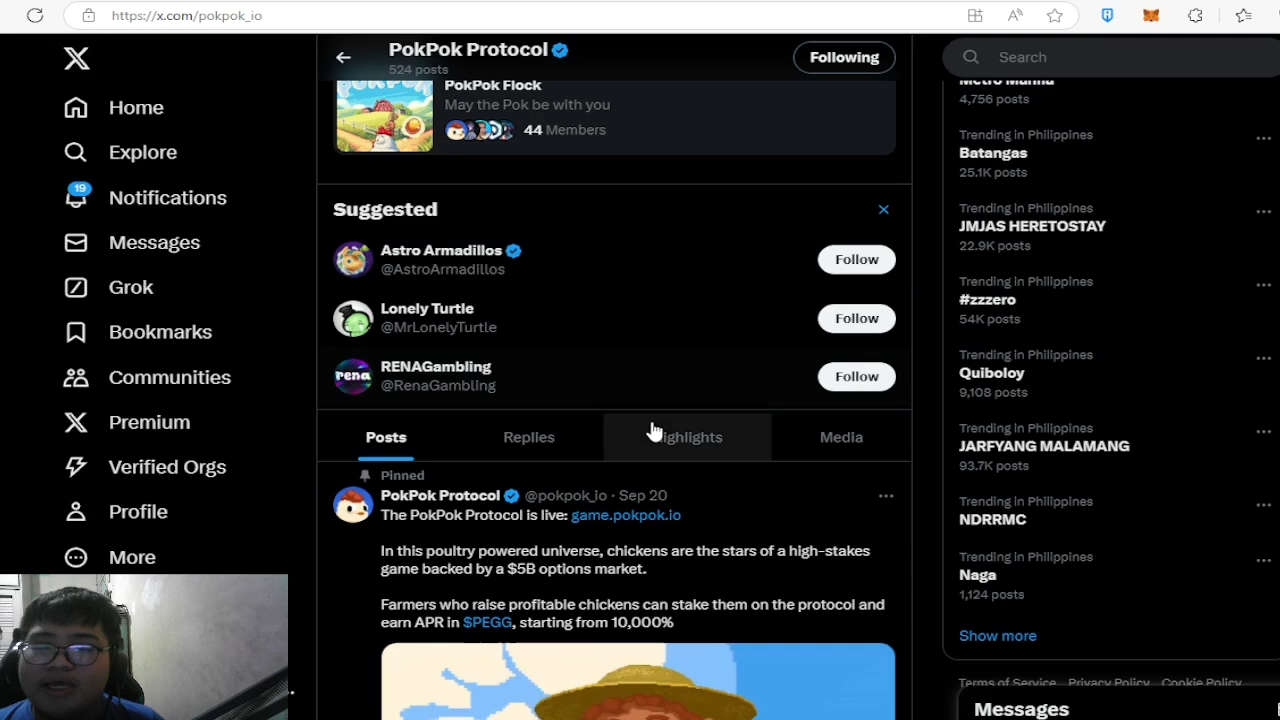 https://x.com/pokpok_io
Home
Explore
19
Notifications
Messages
Grok
Bookmarks
Communities
Premium
Verified Orgs
Profile
More
PokPok Protocol
524 posts
Following
PokPok Flock
May the Pok be with you
44 Members
Suggested
Astro Armadillos
@AstroArmadillos
Follow
Lonely Turtle
@MrLonelyTurtle
Follow
rena
RENAGambling
@RenaGambling
Follow
Posts
Replies
Highlights
Media
Pinned
PokPok Protocol @pokpok_io · Sep 20
The PokPok Protocol is live: game.pokpok.io
In this poultry powered universe, chickens are the stars of a high-stakes
game backed by a $5B options market.
Farmers who raise profitable chickens can stake them on the protocol and
earn APR in $PEGG, starting from 10,000%
Search
Metro Manila
4,756 posts
Trending in Philippines
Batangas
25.1K posts
Trending in Philippines
JMJAS HERETOSTAY
22.9K posts
Trending in Philippines
#zzzero
54K posts
Trending in Philippines
Quiboloy
9,108 posts
Trending in Philippines
JARFYANG MALAMANG
93.7K posts
Trending in Philippines
NDRRMC
Trending in Philippines
Naga
1,124 posts
Show more
Terms of Service Privacy Policy Cookie Policy
Messages